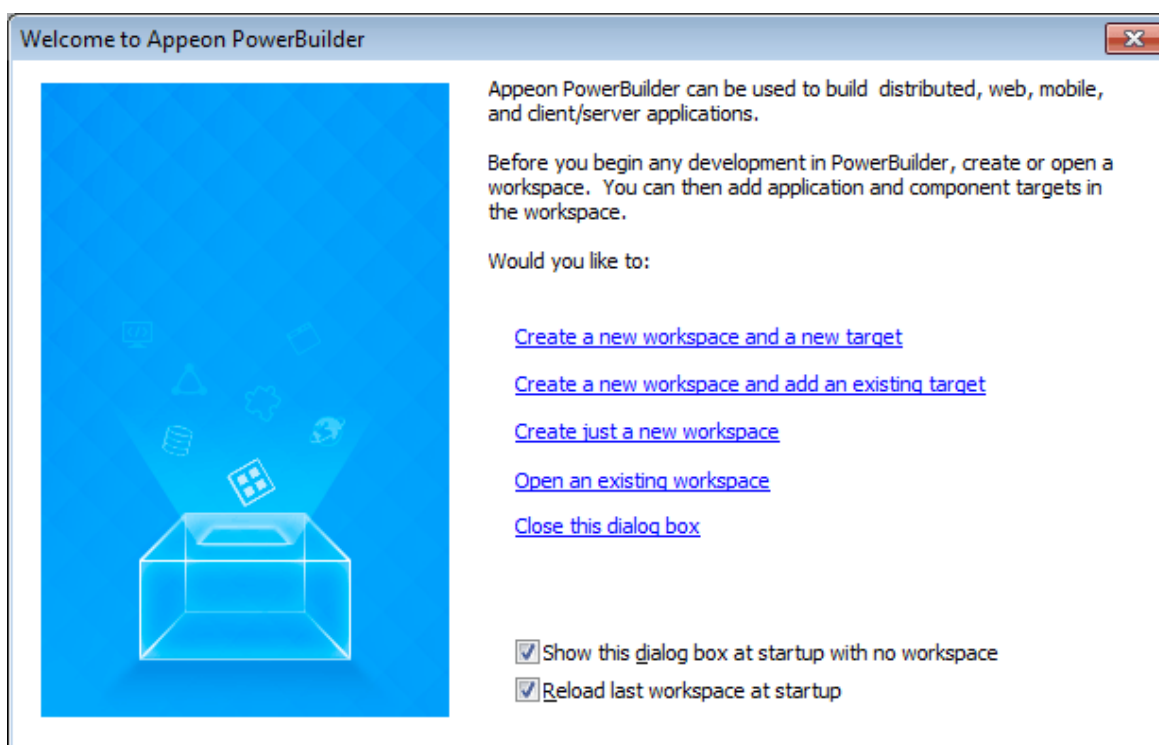 Welcome to Appeon PowerBuilder
Appeon PowerBuilder can be used to build distributed, web, mobile,
and client/server applications.
Before you begin any development in PowerBuilder, create or open a
workspace. You can then add application and component targets in
the workspace.
Would you like to:
Create a new workspace and a new target
Create a new workspace and add an existing target
Create just a new workspace
Open an existing workspace
Close this dialog box
Show this dialog box at startup with no workspace
Reload last workspace at startup